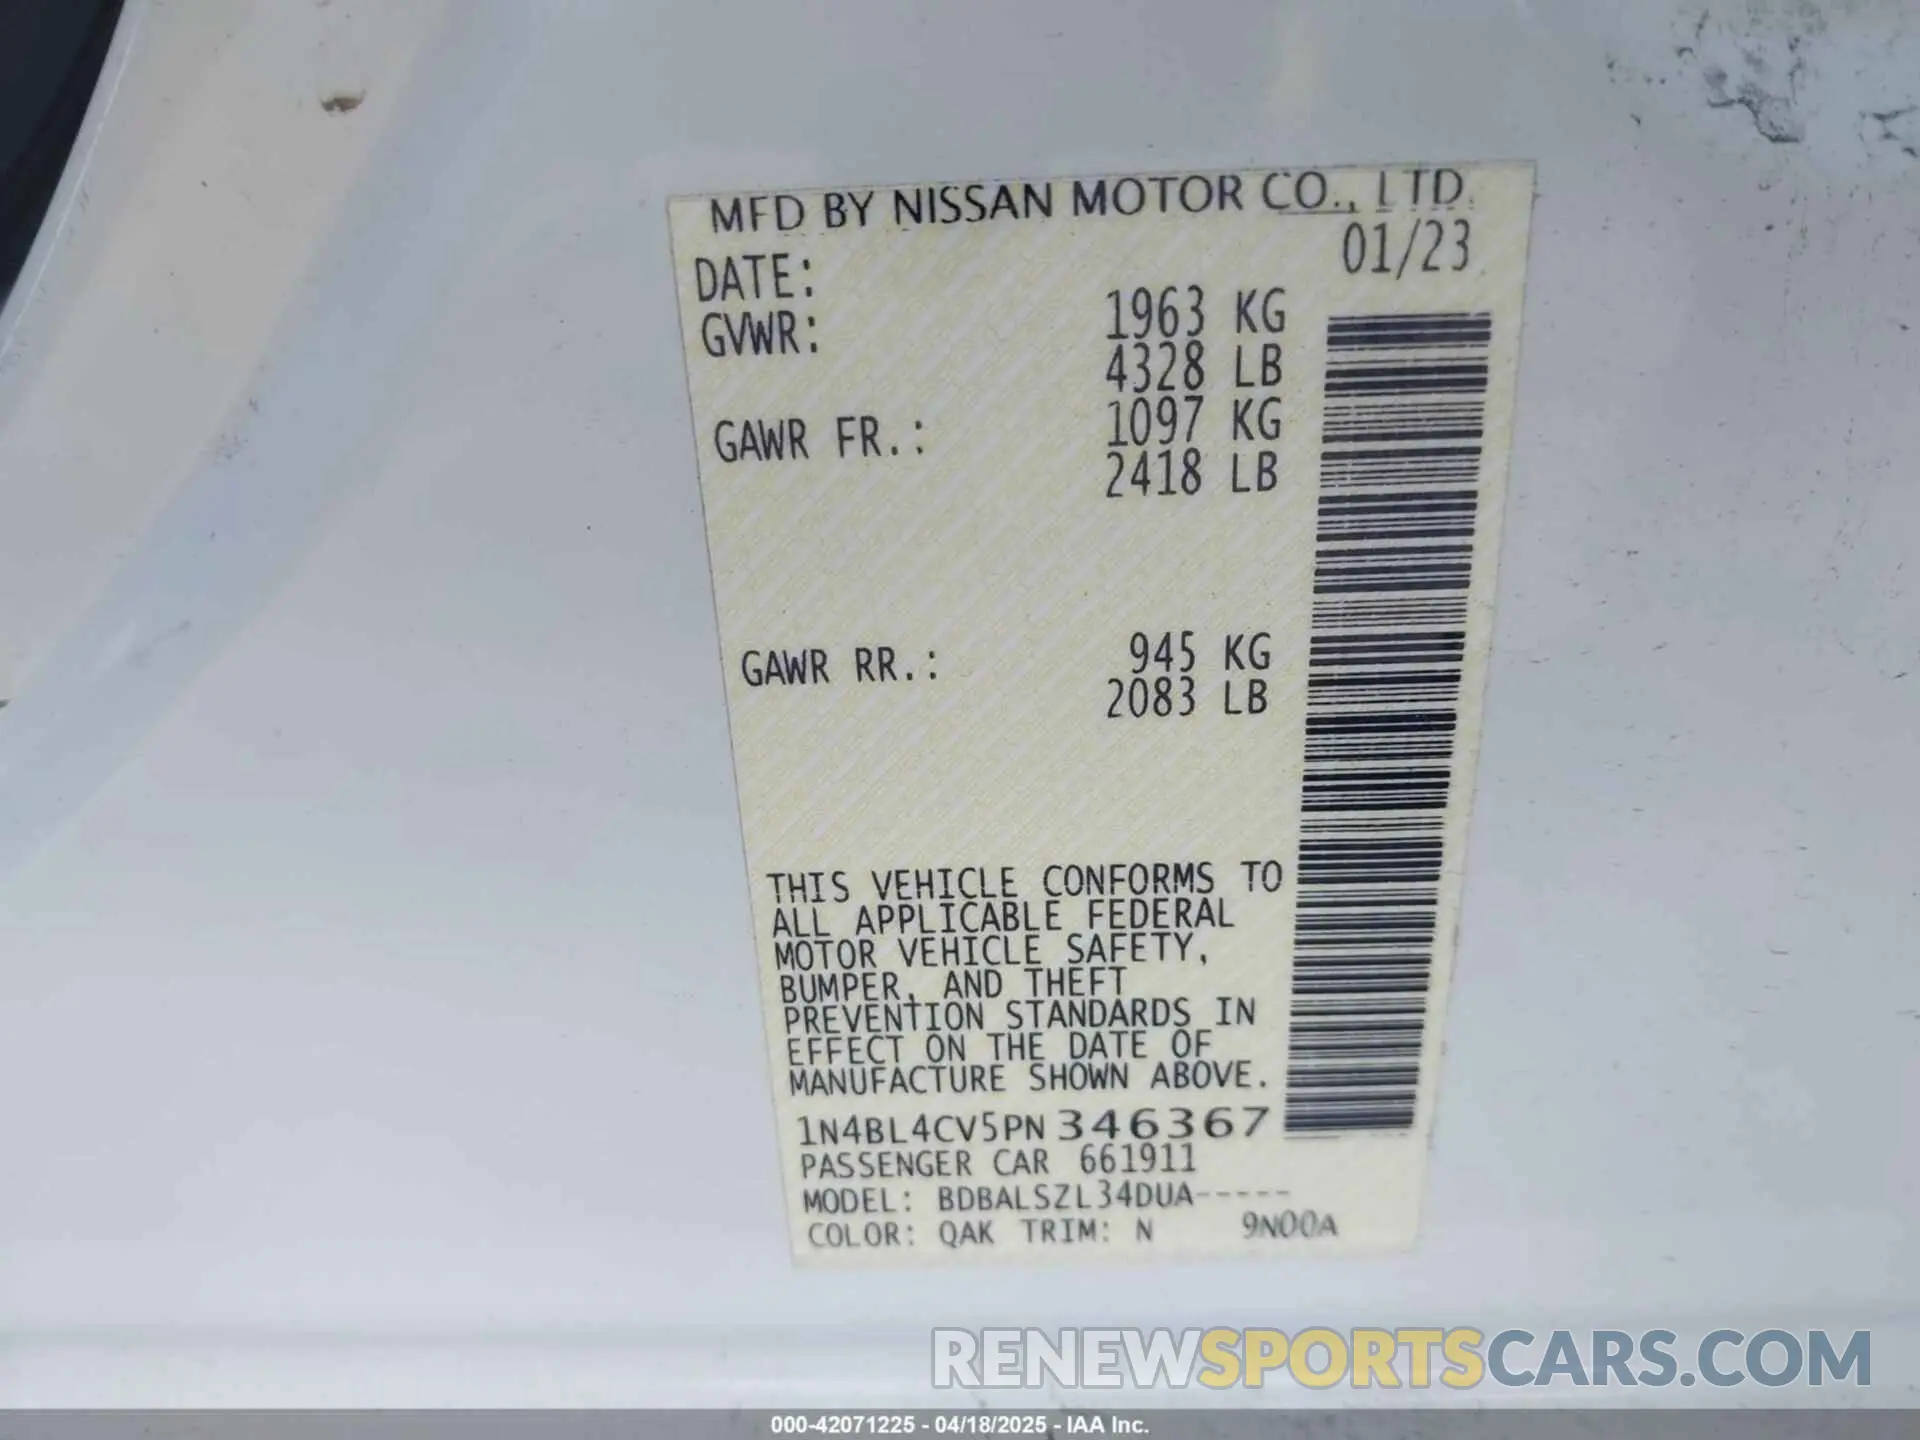 MFD BY NISSAN MOTOR CO., LTD.
DATE: 01/23
GVWR: 1963 KG
4328 LB
GAWR FR.: 1097 KG
2418 LB
GAWR RR.: 945 KG
2083 LB
THIS VEHICLE CONFORMS TO
ALL APPLICABLE FEDERAL
MOTOR VEHICLE SAFETY,
BUMPER, AND THEFT
PREVENTION STANDARDS IN
EFFECT ON THE DATE OF
MANUFACTURE SHOWN ABOVE.
1N4BL4CV5PN346367
PASSENGER CAR 661911
MODEL: BDBALSZL34DUA-----
COLOR: QAK TRIM: N 9N00A
RENEWSPORTSCARS.COM
000-42071225 - 04/18/2025 - IAA Inc.